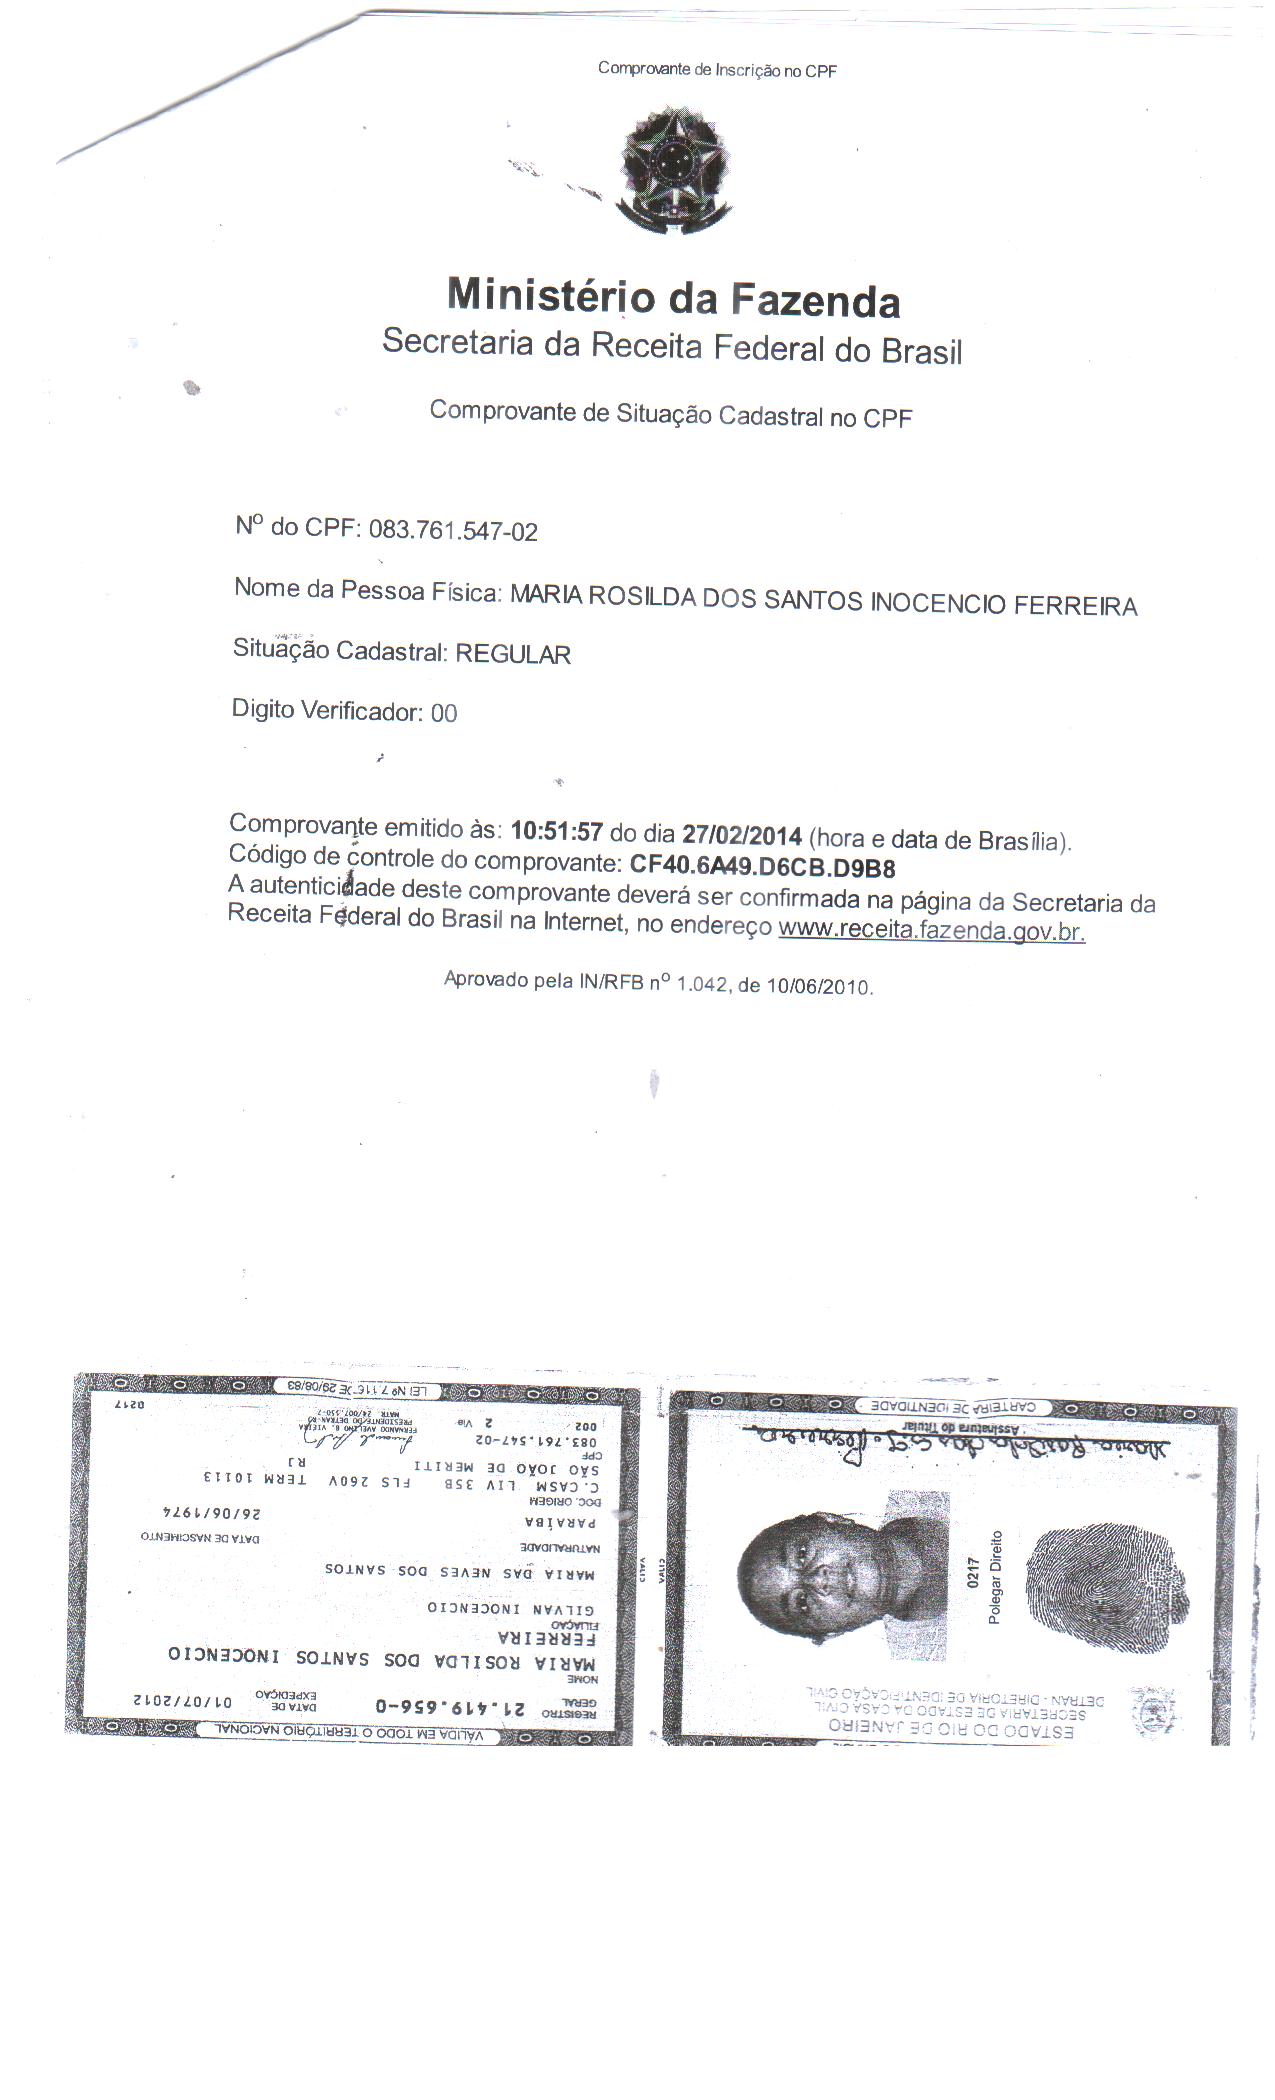 Comprovante de Inscrição no CPF
Ministério da Fazenda
Secretaria da Receita Federal do Brasil
Comprovante de Situação Cadastral no CPF
Nº do CPF: 083.761.547-02
Nome da Pessoa Física: MARIA ROSILDA DOS SANTOS INOCENCIO FERREIRA
Situação Cadastral: REGULAR
Digito Verificador: 00
Comprovante emitido às: 10:51:57 do dia 27/02/2014 (hora e data de Brasília).
Código de controle do comprovante: CF40.6A49.D6CB.D9B8
A autenticidade deste comprovante deverá ser confirmada na página da Secretaria da
Receita Federal do Brasil na Internet, no endereço www.receita.fazenda.gov.br.
Aprovado pela IN/RFB nº 1.042, de 10/06/2010.
ESTADO DO RIO DE JANEIRO
SECRETARIA DE ESTADO DA CASA CIVIL
DETRAN - DIRETORIA DE IDENTIFICAÇÃO CIVIL
0217
Polegar Direito
Maria Rosilda dos S. I. Ferreira
Assinatura do Titular
CARTEIRA DE IDENTIDADE
VÁLIDA EM TODO O TERRITÓRIO NACIONAL
REGISTRO GERAL 21.419.656-0 DATA DE EXPEDIÇÃO 01/07/2012
NOME
MARIA ROSILDA DOS SANTOS INOCENCIO
FERREIRA
FILIAÇÃO
GILVAN INOCENCIO
MARIA DAS NEVES DOS SANTOS
NATURALIDADE DATA DE NASCIMENTO
PARAÍBA 26/06/1974
DOC. ORIGEM
C.CASM LIV 35B FLS 260V TERM 10113
SÃO JOÃO DE MERITI RJ
CPF
083.761.547-02
002 2 Via
FERNANDO AVELINO B. VIEIRA
PRESIDENTE/DO DETRAN-RJ
MATR. 24/007.550-7
0217
LEI Nº 7.116 DE 29/08/83